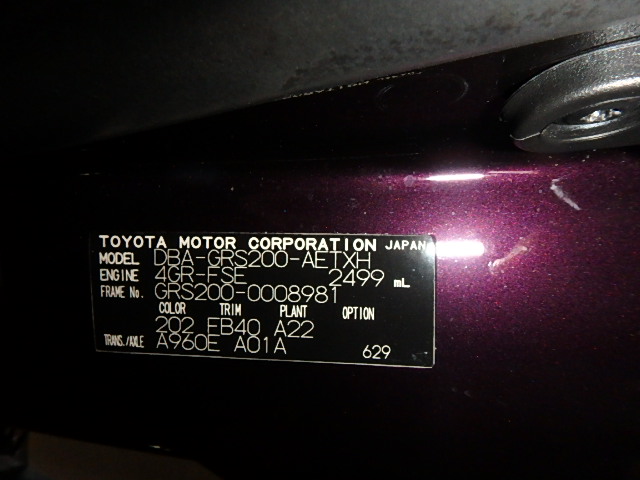 TOYOTA MOTOR CORPORATION JAPAN
MODEL DBA-GRS200-AETXH
ENGINE 4GR-FSE 2499 mL
FRAME No. GRS200-0008981
COLOR TRIM PLANT OPTION
202 EB40 A22
TRANS./AXLE A960E A01A
629